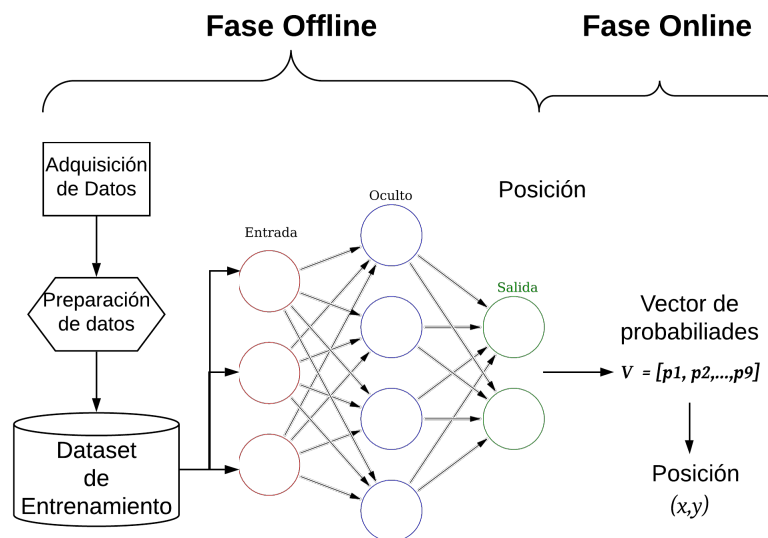 Fase Offline
Fase Online
Adquisición
de Datos
Preparación
de datos
Dataset
de
Entrenamiento
Entrada
Oculto
Posición
Salida
Vector de
probabiliades
V = [p1, p2,...,p9]
Posición
(x,y)